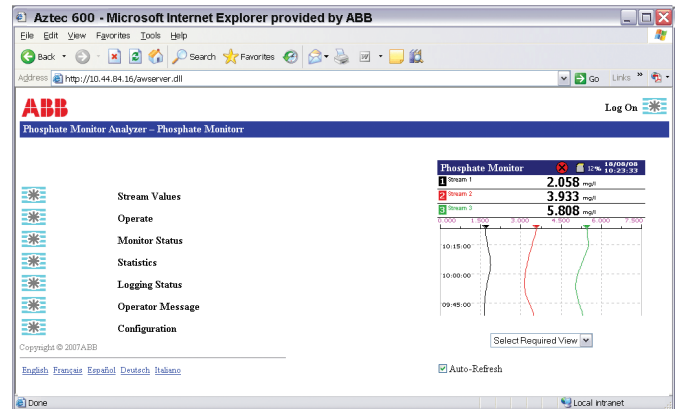 Aztec 600 - Microsoft Internet Explorer provided by ABB
File Edit View Favorites Tools Help
Back Search Favorites
Address http://10.44.84.16/awserver.dll Go Links »
ABB
Log On
Phosphate Monitor Analyzer – Phosphate Monitorr
Phosphate Monitor 12% 18/08/08 10:23:33
1 Stream 1 2.058 mg/l
2 Stream 2 3.933 mg/l
3 Stream 3 5.808 mg/l
0.000 1.500 3.000 4.500 6.000 7.500
10:15:00
10:00:00
09:45:00
Stream Values
Operate
Monitor Status
Statistics
Logging Status
Operator Message
Configuration
Select Required View
Copyright © 2007ABB
English Français Español Deutsch Italiano
Auto-Refresh
Done
Local intranet